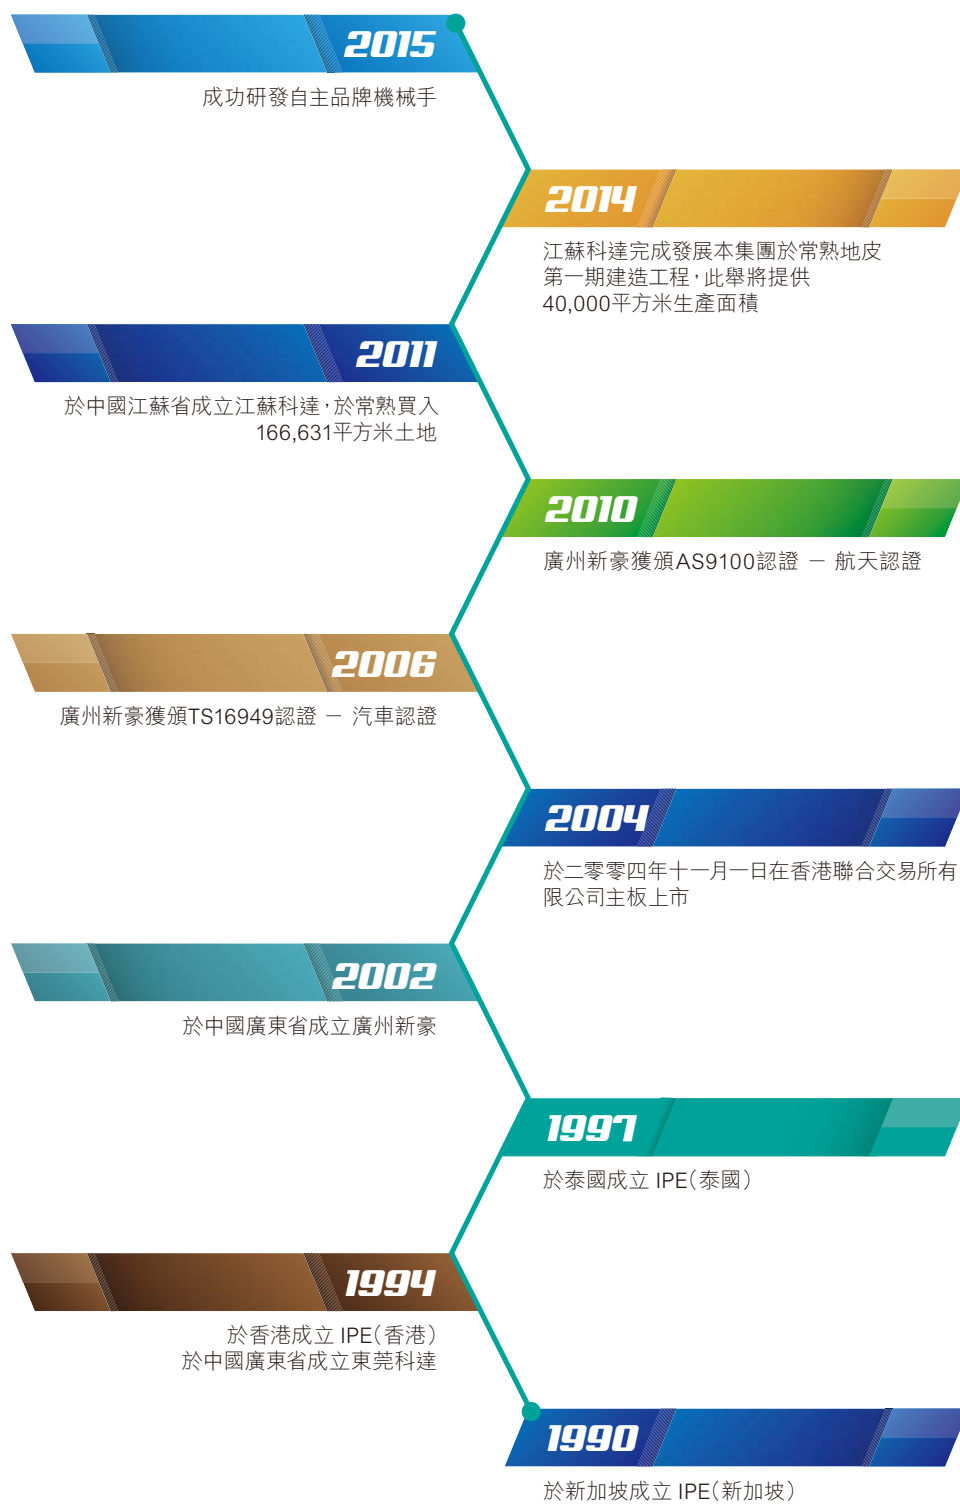 2015
成功研發自主品牌機械手
2014
江蘇科達完成發展本集團於常熟地皮
第一期建造工程，此舉將提供
40,000平方米生產面積
2011
於中國江蘇省成立江蘇科達，於常熟買入
166,631平方米土地
2010
廣州新豪獲頒AS9100認證 － 航天認證
2006
廣州新豪獲頒TS16949認證 － 汽車認證
2004
於二零零四年十一月一日在香港聯合交易所有
限公司主板上市
2002
於中國廣東省成立廣州新豪
1997
於泰國成立 IPE（泰國）
1994
於香港成立 IPE（香港）
於中國廣東省成立東莞科達
1990
於新加坡成立 IPE（新加坡）